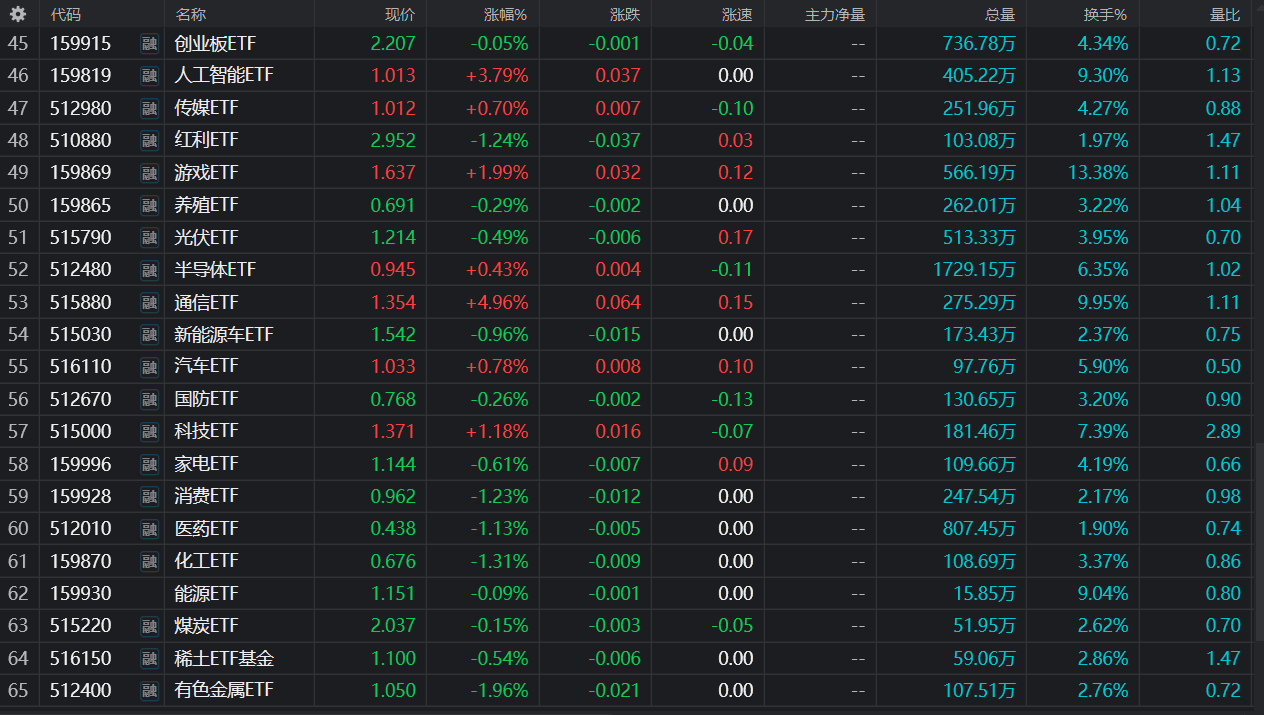 代码 名称 现价 涨幅% 涨跌 涨速 主力净量 总量 换手% 量比
45 159915 融 创业板ETF 2.207 -0.05% -0.001 -0.04 -- 736.78万 4.34% 0.72
46 159819 融 人工智能ETF 1.013 +3.79% 0.037 0.00 -- 405.22万 9.30% 1.13
47 512980 融 传媒ETF 1.012 +0.70% 0.007 -0.10 -- 251.96万 4.27% 0.88
48 510880 融 红利ETF 2.952 -1.24% -0.037 0.03 -- 103.08万 1.97% 1.47
49 159869 融 游戏ETF 1.637 +1.99% 0.032 0.12 -- 566.19万 13.38% 1.11
50 159865 融 养殖ETF 0.691 -0.29% -0.002 0.00 -- 262.01万 3.22% 1.04
51 515790 融 光伏ETF 1.214 -0.49% -0.006 0.17 -- 513.33万 3.95% 0.70
52 512480 融 半导体ETF 0.945 +0.43% 0.004 -0.11 -- 1729.15万 6.35% 1.02
53 515880 融 通信ETF 1.354 +4.96% 0.064 0.15 -- 275.29万 9.95% 1.11
54 515030 融 新能源车ETF 1.542 -0.96% -0.015 0.00 -- 173.43万 2.37% 0.75
55 516110 融 汽车ETF 1.033 +0.78% 0.008 0.10 -- 97.76万 5.90% 0.50
56 512670 融 国防ETF 0.768 -0.26% -0.002 -0.13 -- 130.65万 3.20% 0.90
57 515000 融 科技ETF 1.371 +1.18% 0.016 -0.07 -- 181.46万 7.39% 2.89
58 159996 融 家电ETF 1.144 -0.61% -0.007 0.09 -- 109.66万 4.19% 0.66
59 159928 融 消费ETF 0.962 -1.23% -0.012 0.00 -- 247.54万 2.17% 0.98
60 512010 融 医药ETF 0.438 -1.13% -0.005 0.00 -- 807.45万 1.90% 0.74
61 159870 融 化工ETF 0.676 -1.31% -0.009 0.00 -- 108.69万 3.37% 0.86
62 159930 能源ETF 1.151 -0.09% -0.001 0.00 -- 15.85万 9.04% 0.80
63 515220 融 煤炭ETF 2.037 -0.15% -0.003 -0.05 -- 51.95万 2.62% 0.70
64 516150 融 稀土ETF基金 1.100 -0.54% -0.006 0.00 -- 59.06万 2.86% 1.47
65 512400 融 有色金属ETF 1.050 -1.96% -0.021 0.00 -- 107.51万 2.76% 0.72